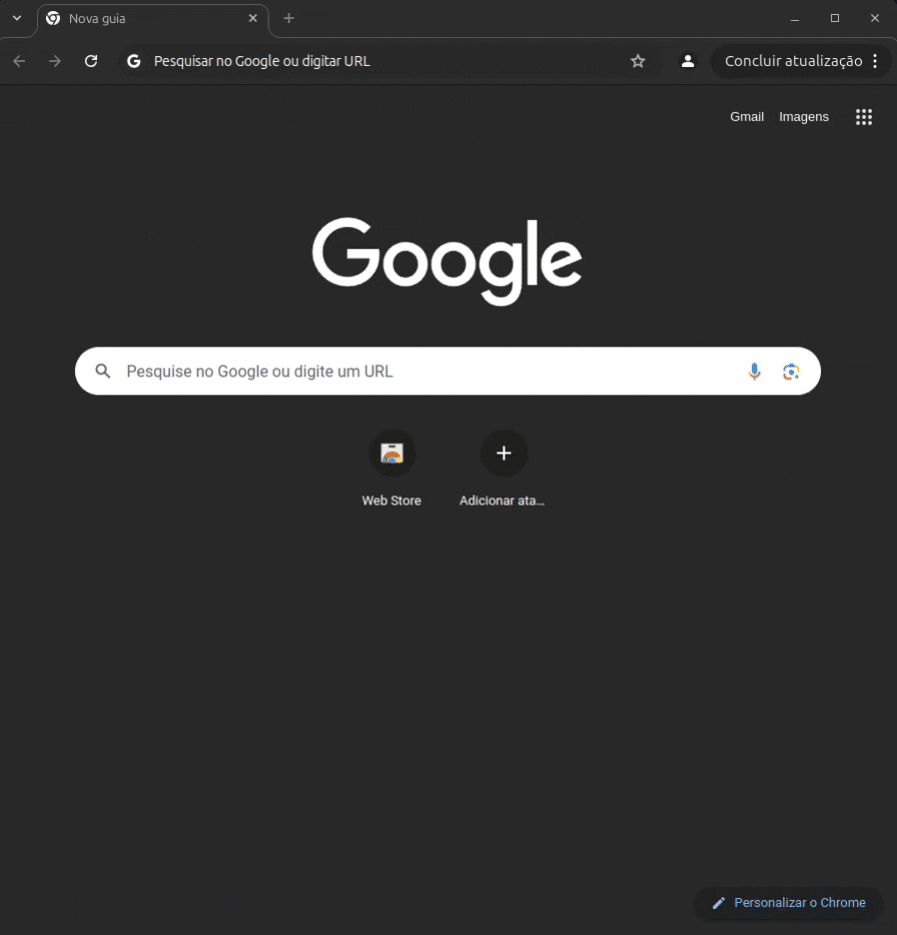 Nova guia
Pesquisar no Google ou digitar URL
Concluir atualização
Gmail Imagens
Google
Pesquise no Google ou digite um URL
Web Store Adicionar ata...
Personalizar o Chrome